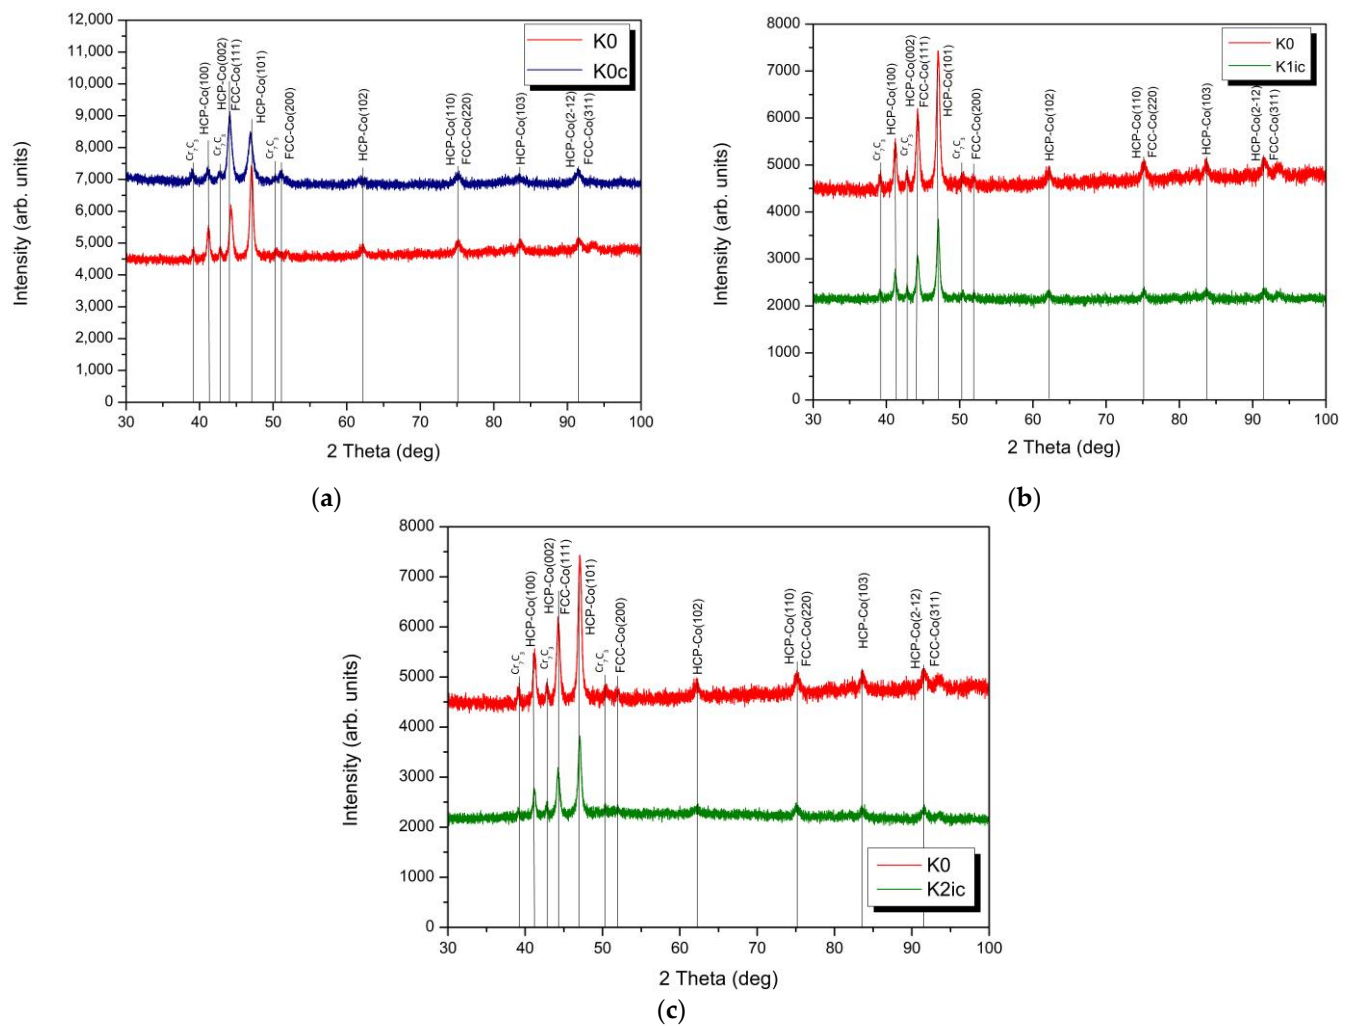 12,000
11,000
10,000
9,000
8,000
7,000
6,000
5,000
4,000
3,000
2,000
1,000
0
Intensity (arb. units)
Cr7C3
HCP-Co(100)
Cr7C3
HCP-Co(002)
FCC-Co(111)
HCP-Co(101)
Cr7C3
FCC-Co(200)
HCP-Co(102)
HCP-Co(110)
FCC-Co(220)
HCP-Co(103)
HCP-Co(2-12)
FCC-Co(311)
K0
K0c
30 40 50 60 70 80 90 100
2 Theta (deg)
(a)
8000
7000
6000
5000
4000
3000
2000
1000
0
Intensity (arb. units)
Cr7C3
HCP-Co(100)
Cr7C3
HCP-Co(002)
FCC-Co(111)
HCP-Co(101)
Cr7C3
FCC-Co(200)
HCP-Co(102)
HCP-Co(110)
FCC-Co(220)
HCP-Co(103)
HCP-Co(2-12)
FCC-Co(311)
K0
K1ic
30 40 50 60 70 80 90 100
2 Theta (deg)
(b)
8000
7000
6000
5000
4000
3000
2000
1000
0
Intensity (arb. units)
Cr7C3
HCP-Co(100)
Cr7C3
HCP-Co(002)
FCC-Co(111)
HCP-Co(101)
Cr7C3
FCC-Co(200)
HCP-Co(102)
HCP-Co(110)
FCC-Co(220)
HCP-Co(103)
HCP-Co(2-12)
FCC-Co(311)
K0
K2ic
30 40 50 60 70 80 90 100
2 Theta (deg)
(c)